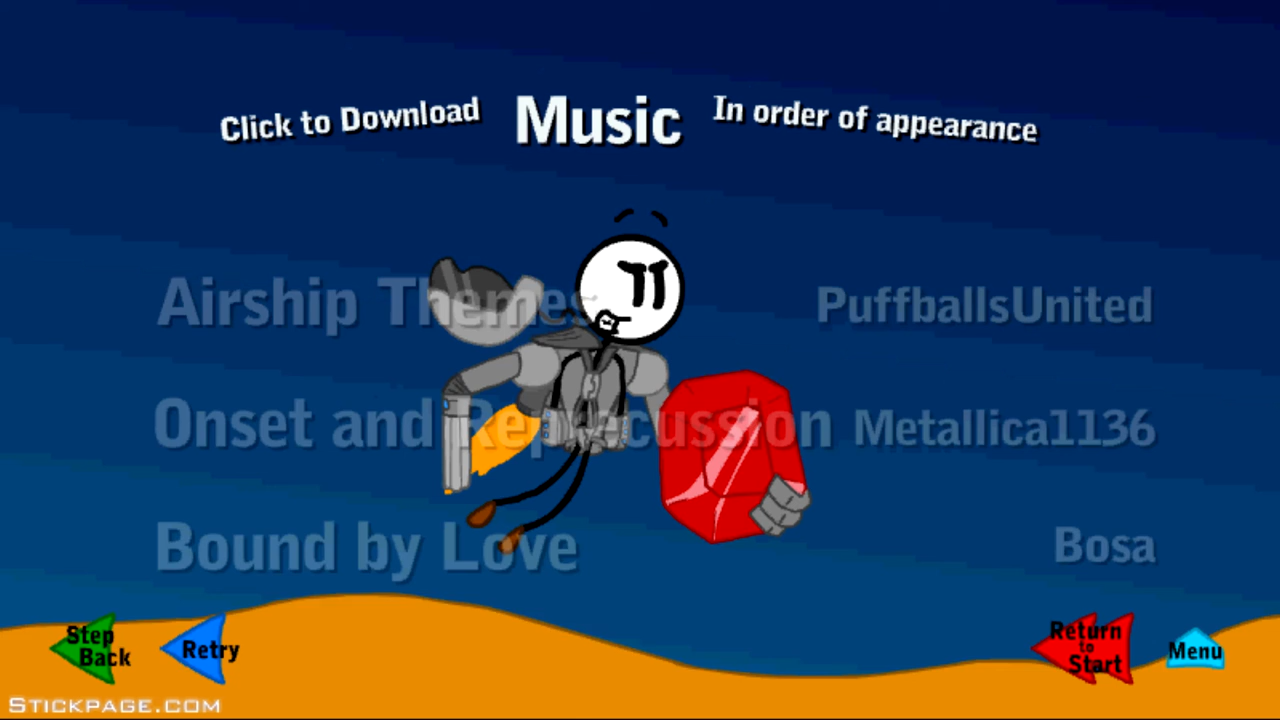 Click to Download Music In order of appearance
Airship Themes PuffballsUnited
Onset and Reprecussion Metallica1136
Bound by Love Bosa
Step Back
Retry
Return to Start
Menu
STICKPAGE.COM